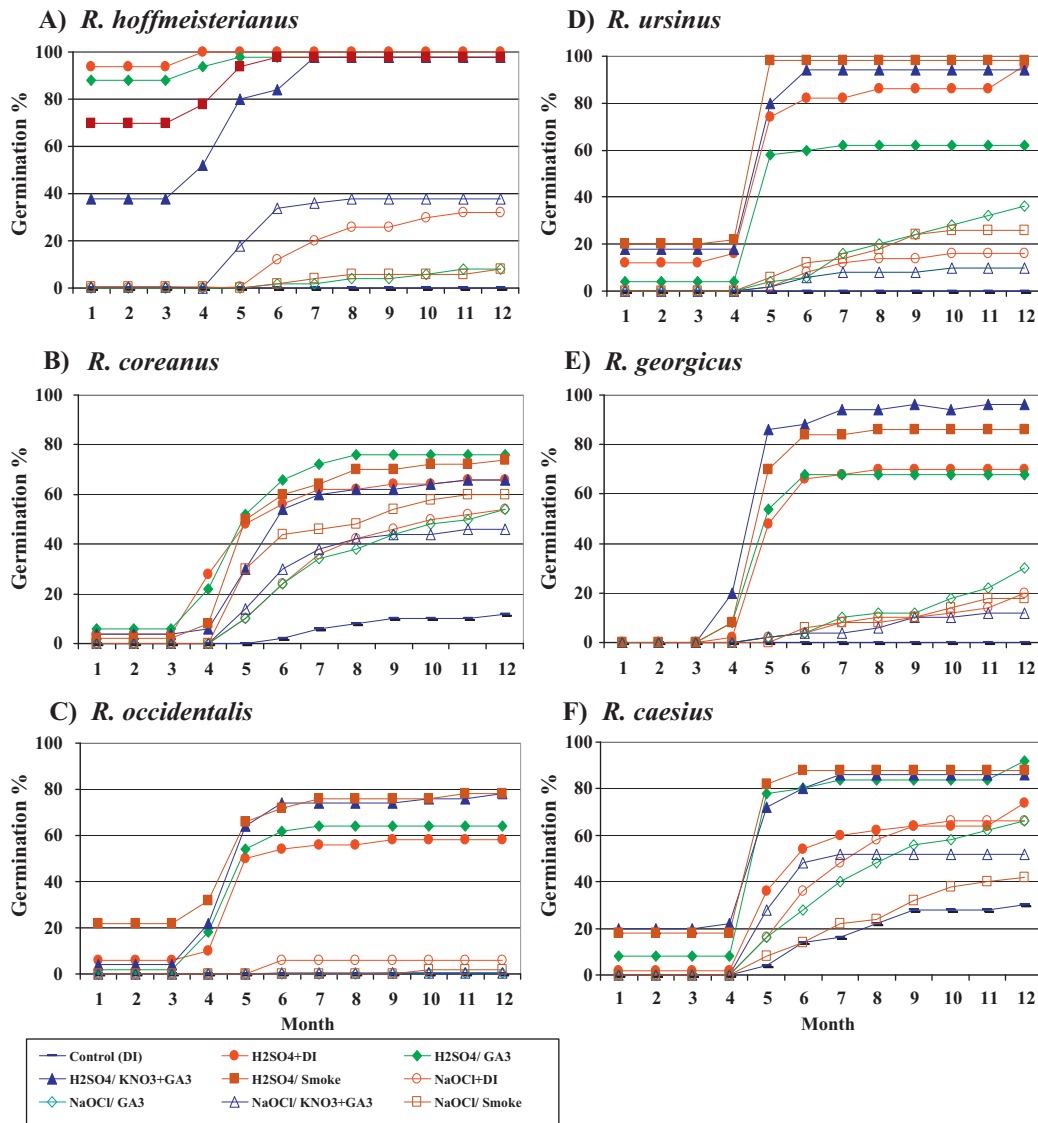 A) R. hoffmeisterianus
Germination %
100
80
60
40
20
0
1 2 3 4 5 6 7 8 9 10 11 12
B) R. coreanus
Germination %
100
80
60
40
20
0
1 2 3 4 5 6 7 8 9 10 11 12
C) R. occidentalis
Germination %
100
80
60
40
20
0
1 2 3 4 5 6 7 8 9 10 11 12
Month
D) R. ursinus
Germination %
100
80
60
40
20
0
1 2 3 4 5 6 7 8 9 10 11 12
E) R. georgicus
Germination %
100
80
60
40
20
0
1 2 3 4 5 6 7 8 9 10 11 12
F) R. caesius
Germination %
100
80
60
40
20
0
1 2 3 4 5 6 7 8 9 10 11 12
Month
Control (DI) H2SO4+DI H2SO4/ GA3
H2SO4/ KNO3+GA3 H2SO4/ Smoke NaOCl+DI
NaOCl/ GA3 NaOCl/ KNO3+GA3 NaOCl/ Smoke